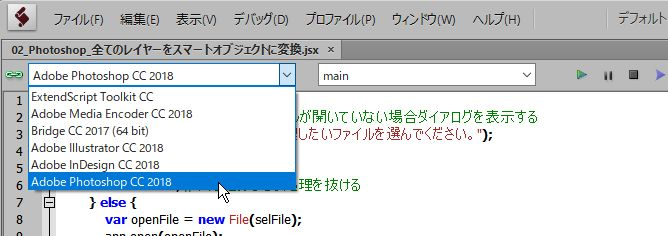 ファイル(F) 編集(E) 表示(V) デバッグ(D) プロファイル(P) ウィンドウ(W) ヘルプ(H) デフォルト
02_Photoshop_全てのレイヤーをスマートオブジェクトに変換.jsx ×
Adobe Photoshop CC 2018 main
ExtendScript Toolkit CC
Adobe Media Encoder CC 2018
Bridge CC 2017 (64 bit)
Adobe Illustrator CC 2018
Adobe InDesign CC 2018
Adobe Photoshop CC 2018
1
が開いていない場合ダイアログを表示する
したいファイルを選んでください。");
6 理を抜ける
7 } else {
8 var openFile = new File(selFile);
9 app.open(openFile);